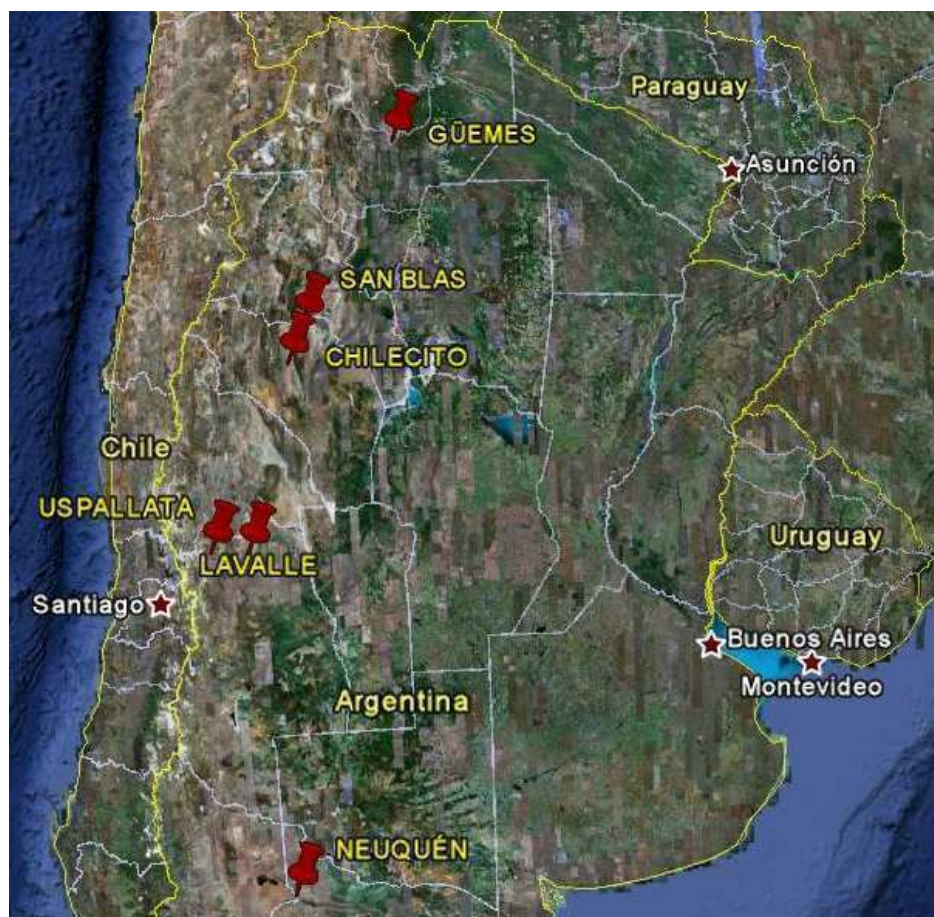 Paraguay
GÜEMES
Asunción
SAN BLAS
CHILECITO
Chile
USPALLATA
LAVALLE
Uruguay
Santiago
Buenos Aires
Montevideo
Argentina
NEUQUÉN